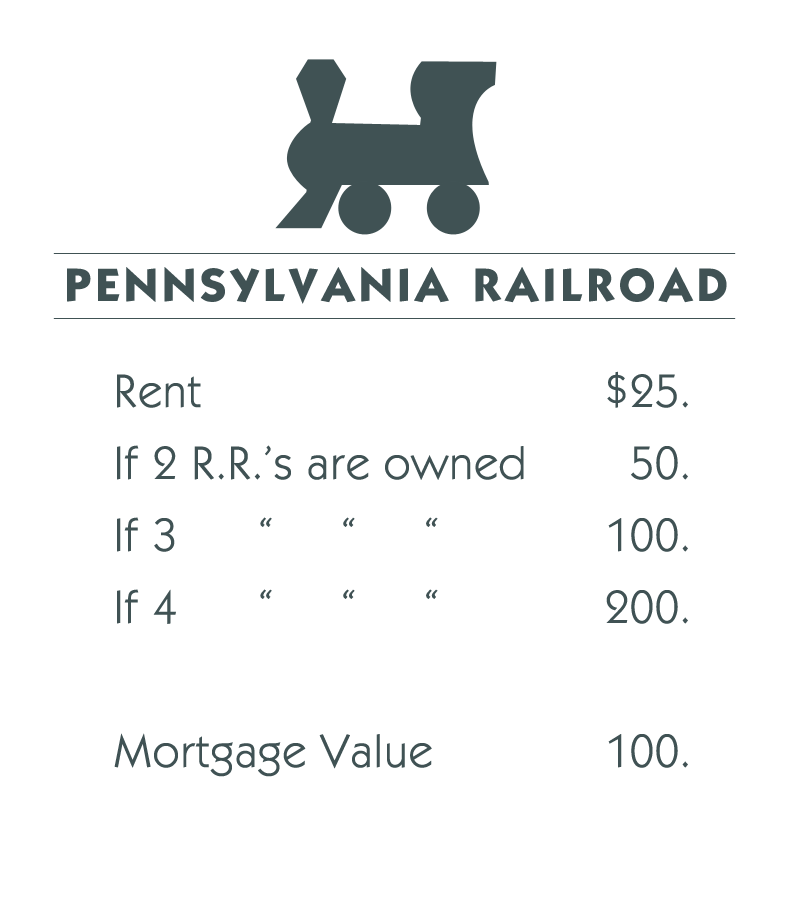 PENNSYLVANIA RAILROAD
Rent $25.
If 2 R.R.’s are owned 50.
If 3 “ “ “ 100.
If 4 “ “ “ 200.
Mortgage Value 100.